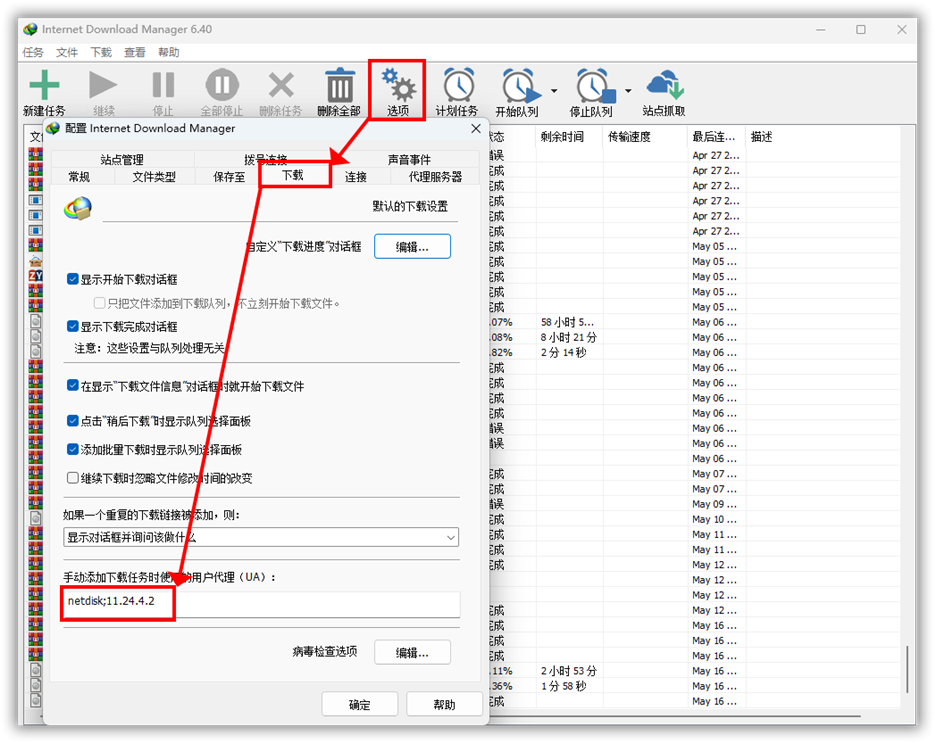 Internet Download Manager 6.40
任务 文件 下载 查看 帮助
新建任务 继续 停止 全部停止 删除任务 删除全部 选项 计划任务 开始队列 停止队列 站点抓取
剩余时间 传输速度 最后连... 描述
配置 Internet Download Manager
站点管理 拨号连接 声音事件
常规 文件类型 保存至 下载 连接 代理服务器
默认的下载设置
自定义"下载进度"对话框 编辑...
显示开始下载对话框
只把文件添加到下载队列，不立刻开始下载文件。
显示下载完成对话框
注意：这些设置与队列处理无关
在显示"下载文件信息"对话框时就开始下载文件
点击"稍后下载"时显示队列选择面板
添加批量下载时显示队列选择面板
继续下载时忽略文件修改时间的改变
如果一个重复的下载链接被添加，则：
显示对话框并询问该做什么
手动添加下载任务时使用的用户代理（UA）：
netdisk;11.24.4.2
病毒检查选项 编辑...
确定 帮助
Apr 27 2...
完成 Apr 27 2...
完成 Apr 27 2...
完成 Apr 27 2...
完成 Apr 27 2...
完成 Apr 27 2...
完成 May 05 ...
完成 May 05 ...
完成 May 05 ...
完成 May 05 ...
完成 May 05 ...
.07% 58 小时 5... May 06 ...
.08% 8 小时 21 分 May 06 ...
.82% 2 分 14 秒 May 06 ...
完成 May 06 ...
完成 May 06 ...
完成 May 06 ...
完成 May 06 ...
错误 May 06 ...
错误 May 06 ...
May 06 ...
完成 May 07 ...
完成 May 07 ...
错误 May 09 ...
完成 May 10 ...
完成 May 11 ...
完成 May 11 ...
完成 May 12 ...
May 12 ...
May 12 ...
完成 May 12 ...
完成 May 16 ...
完成 May 16 ...
完成 May 16 ...
.11% 2 小时 53 分 May 16 ...
.36% 1 分 58 秒 May 16 ...
完成 May 16 ...